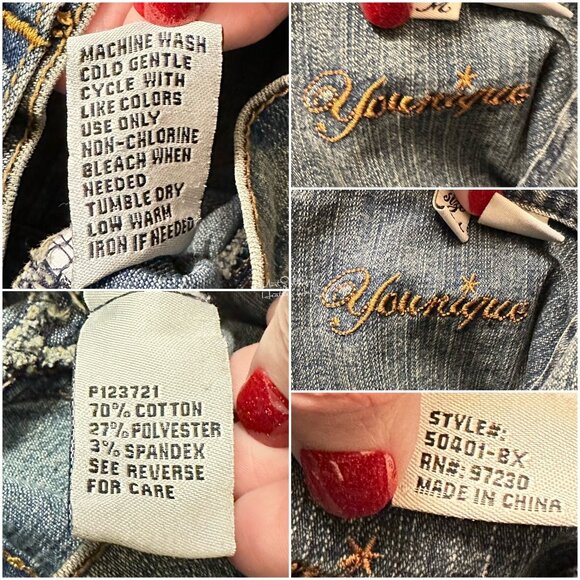 MACHINE WASH
COLD GENTLE
CYCLE WITH
LIKE COLORS
USE ONLY
NON-CHLORINE
BLEACH WHEN
NEEDED
TUMBLE DRY
LOW WARM
IRON IF NEEDED
Younique
Younique
P123721
70% COTTON
27% POLYESTER
3% SPANDEX
SEE REVERSE
FOR CARE
STYLE#:
50401-BX
RN#: 97230
MADE IN CHINA